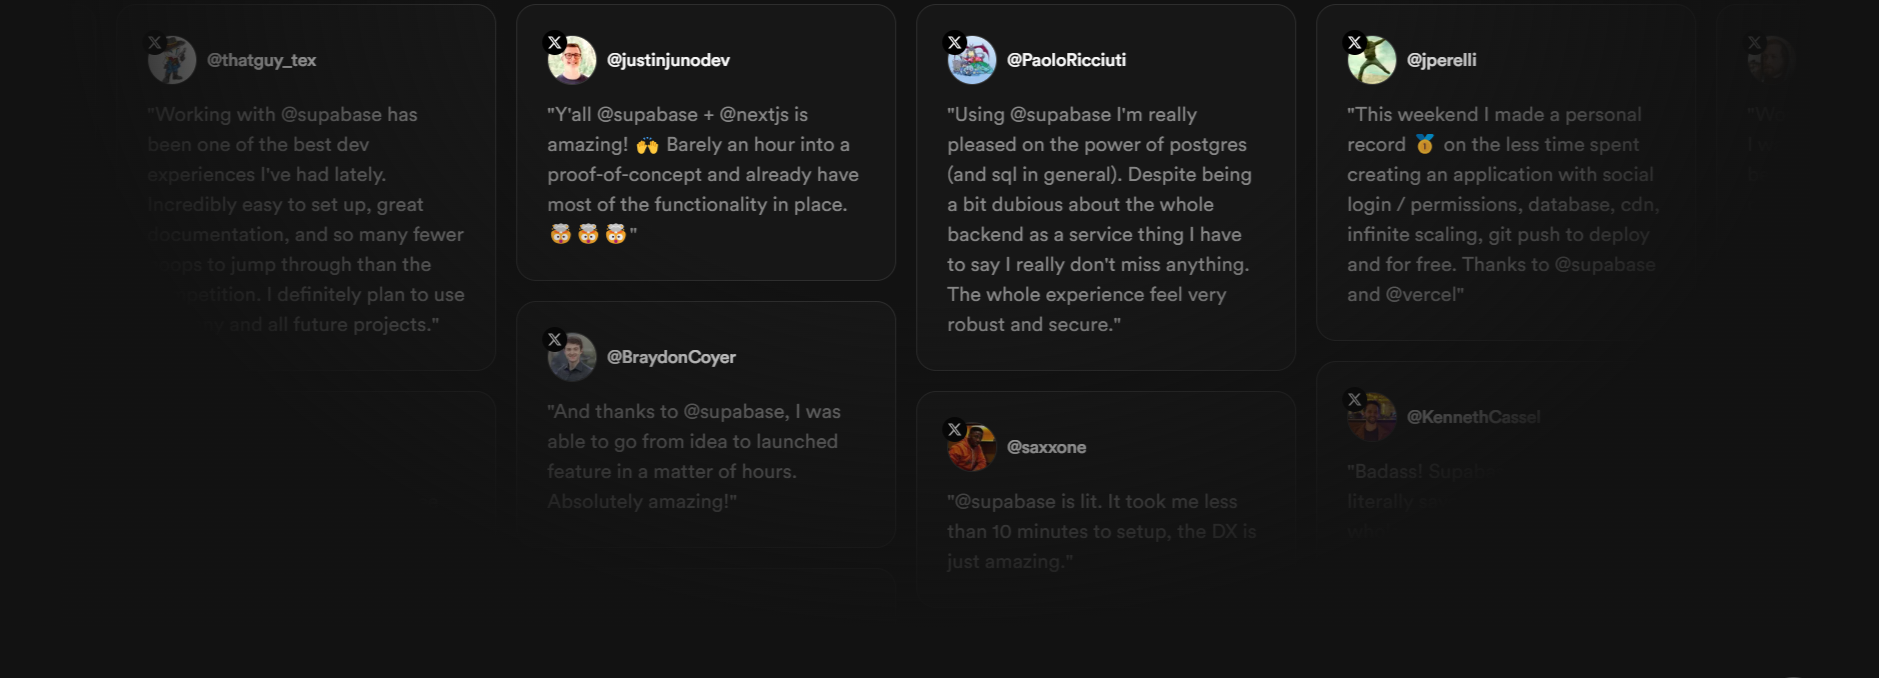 @thatguy_tex
"Working with @supabase has
been one of the best dev
experiences I've had lately.
Incredibly easy to set up, great
documentation, and so many fewer
to jump through than the
I definitely plan to use
and all future projects."
@justinjunodev
"Y'all @supabase + @nextjs is
amazing! 🙌 Barely an hour into a
proof-of-concept and already have
most of the functionality in place.
🤯 🤯 🤯"
@BraydonCoyer
"And thanks to @supabase, I was
able to go from idea to launched
feature in a matter of hours.
Absolutely amazing!"
@PaoloRicciuti
"Using @supabase I'm really
pleased on the power of postgres
(and sql in general). Despite being
a bit dubious about the whole
backend as a service thing I have
to say I really don't miss anything.
The whole experience feel very
robust and secure."
@saxxone
"@supabase is lit. It took me less
than 10 minutes to setup, the DX is
just amazing."
@jperelli
"This weekend I made a personal
record 🥇 on the less time spent
creating an application with social
login / permissions, database, cdn,
infinite scaling, git push to deploy
and for free. Thanks to @supabase
and @vercel"
@KennethCassel
"Badass!
literally